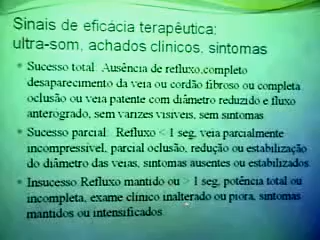 Sinais de eficácia terapêutica:
ultra-som, achados clínicos, sintomas
Sucesso total: Ausência de refluxo,completo
desaparecimento da veia ou cordão fibroso ou completa
oclusão ou veia patente com diâmetro reduzido e fluxo
anterogrado, sem varizes visíveis, sem sintomas
Sucesso parcial: Refluxo < 1 seg, veia parcialmente
incompressível, parcial oclusão, redução ou estabilização
do diâmetro das veias, sintomas ausentes ou estabilizados
Insucesso Refluxo mantido ou > 1 seg, potência total ou
incompleta, exame clínico inalterado ou piora, sintomas
mantidos ou intensificados